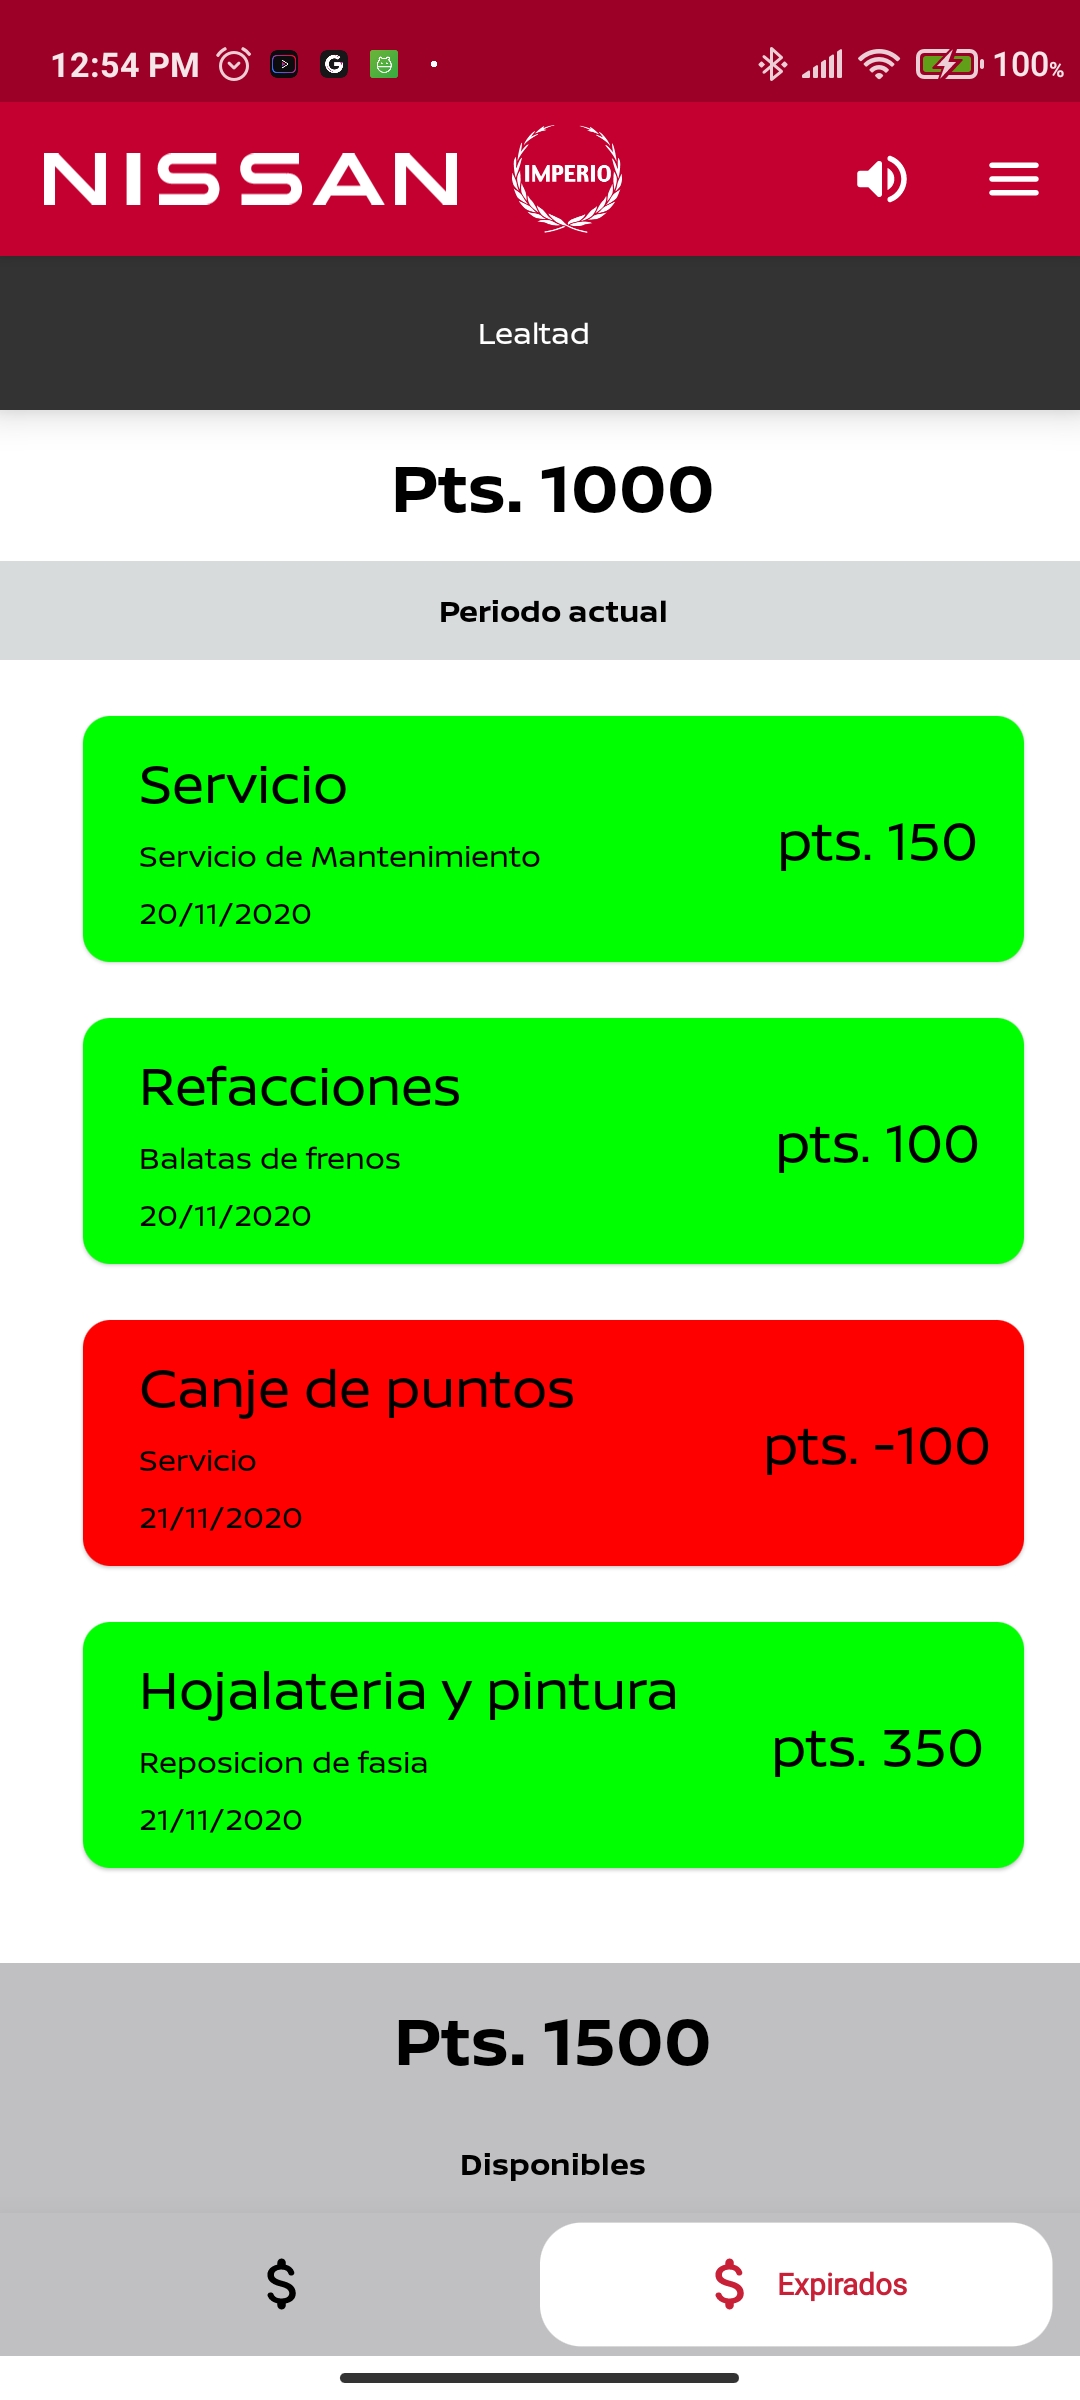 12:54 PM
100%
NISSAN
IMPERIO
Lealtad
Pts. 1000
Periodo actual
Servicio
Servicio de Mantenimiento
pts. 150
20/11/2020
Refacciones
Balatas de frenos
pts. 100
20/11/2020
Canje de puntos
Servicio
pts. -100
21/11/2020
Hojalateria y pintura
Reposicion de fasia
pts. 350
21/11/2020
Pts. 1500
Disponibles
$
$ Expirados